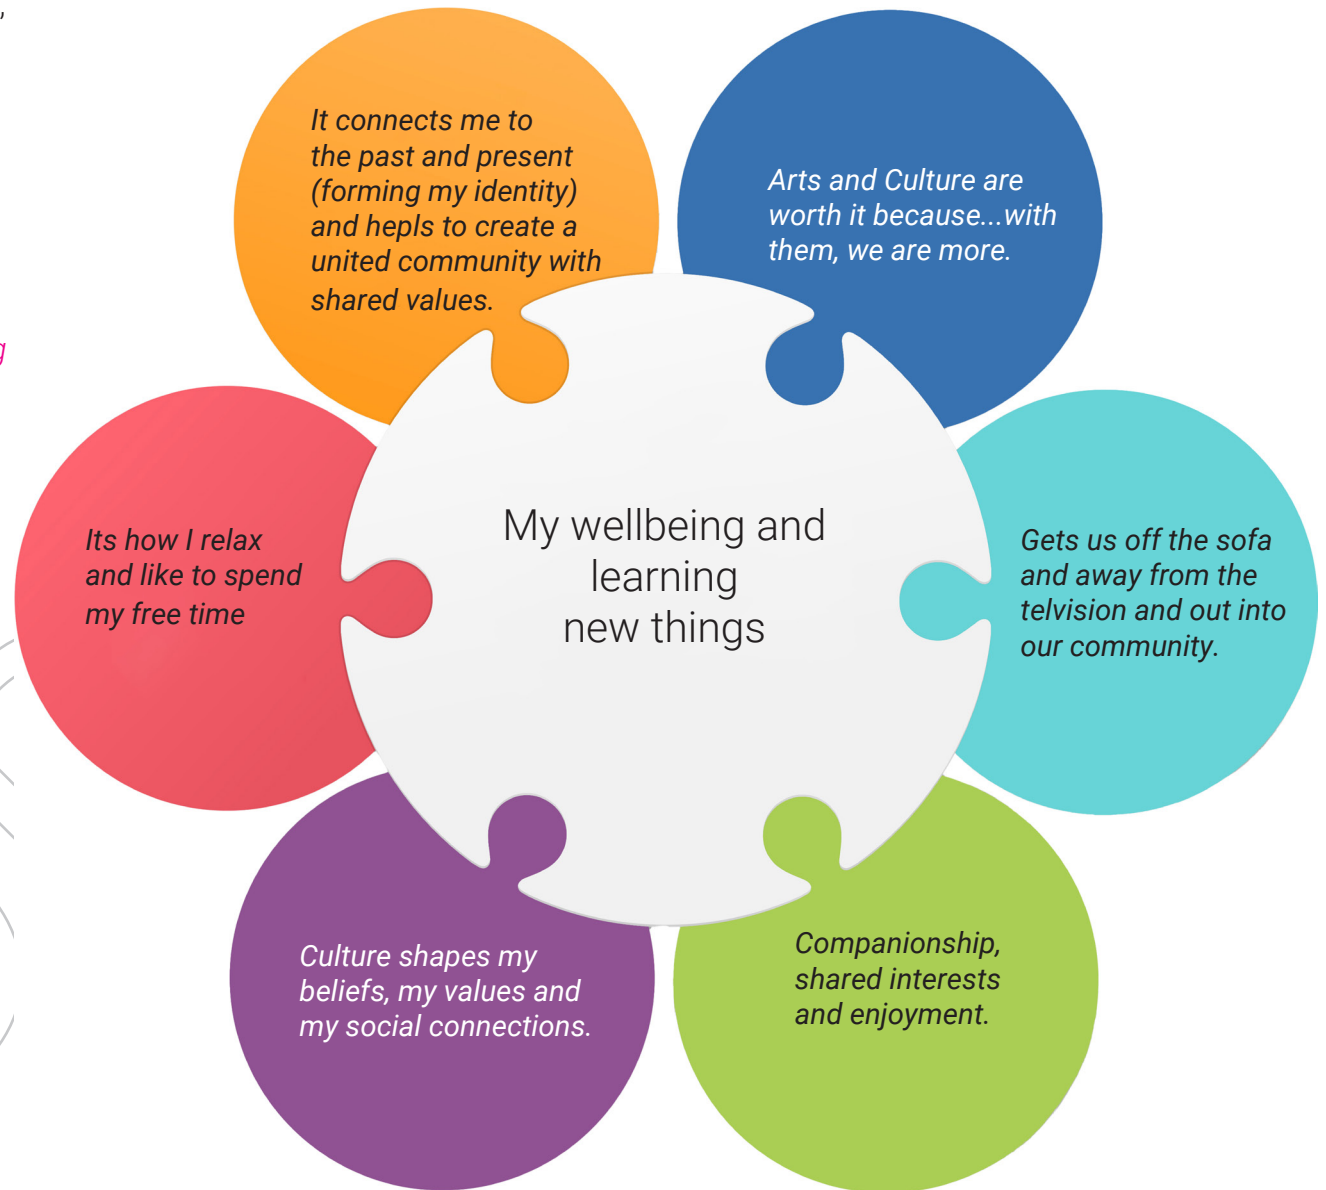 ,
It connects me to
the past and present
(forming my identity)
and hepls to create a
united community with
shared values.
Arts and Culture are
worth it because...with
them, we are more.
g
Its how I relax
and like to spend
my free time
My wellbeing and
learning
new things
Gets us off the sofa
and away from the
telvision and out into
our community.
Culture shapes my
beliefs, my values and
my social connections.
Companionship,
shared interests
and enjoyment.